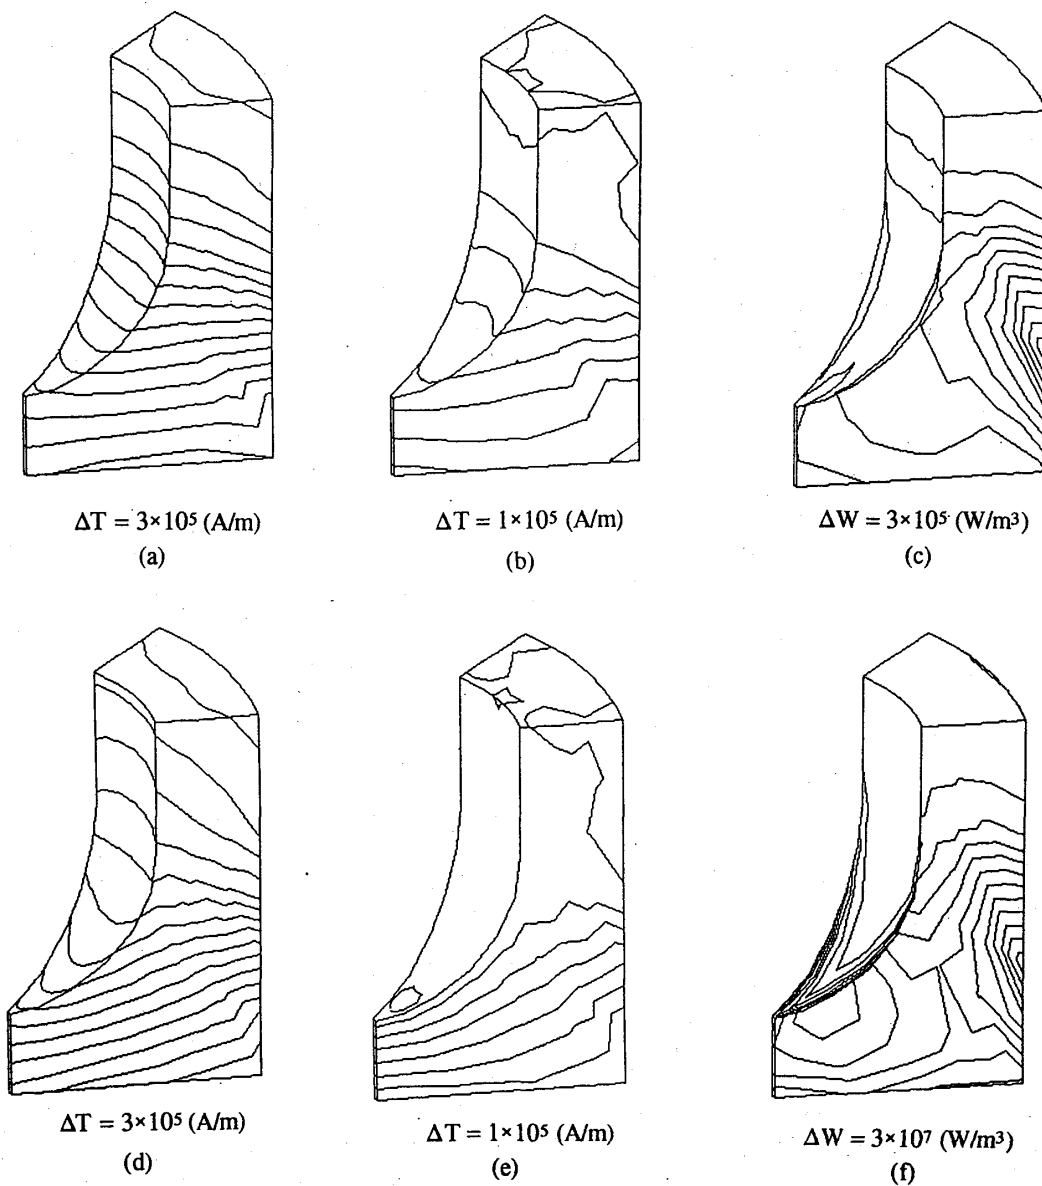 ΔT = 3×10⁵ (A/m)
(a)
ΔT = 1×10⁵ (A/m)
(b)
ΔW = 3×10⁵ (W/m³)
(c)
ΔT = 3×10⁵ (A/m)
(d)
ΔT = 1×10⁵ (A/m)
(e)
ΔW = 3×10⁷ (W/m³)
(f)